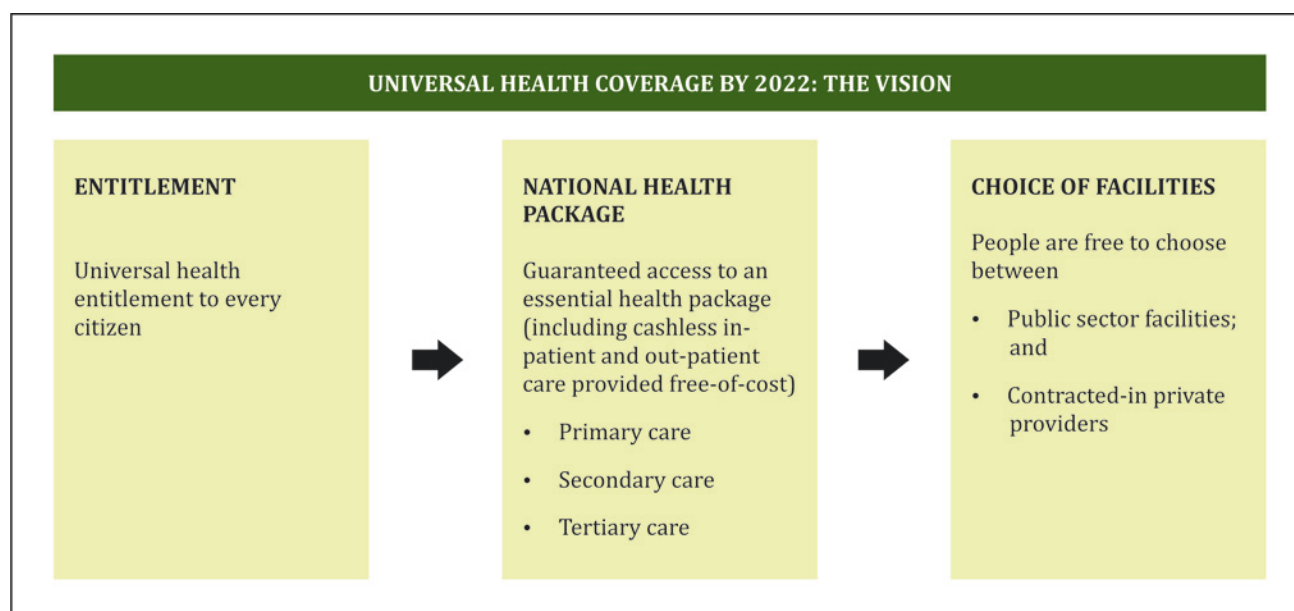 UNIVERSAL HEALTH COVERAGE BY 2022: THE VISION
ENTITLEMENT
Universal health
entitlement to every
citizen
NATIONAL HEALTH
PACKAGE
Guaranteed access to an
essential health package
(including cashless in-
patient and out-patient
care provided free-of-cost)
• Primary care
• Secondary care
• Tertiary care
CHOICE OF FACILITIES
People are free to choose
between
• Public sector facilities;
and
• Contracted-in private
providers